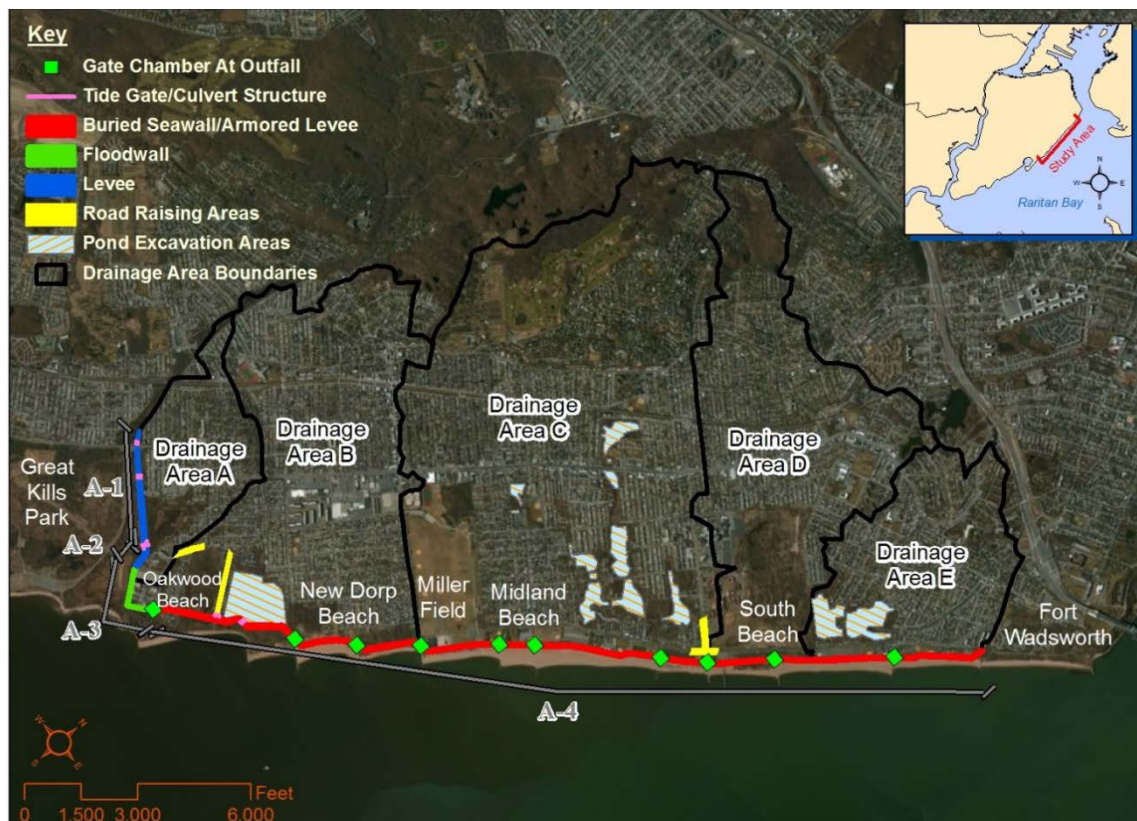 Key
Gate Chamber At Outfall
Tide Gate/Culvert Structure
Buried Seawall/Armored Levee
Floodwall
Levee
Road Raising Areas
Pond Excavation Areas
Drainage Area Boundaries
Study Area
N
W
E
S
Raritan Bay
Drainage
Area A
Drainage
Area B
Drainage
Area C
Drainage
Area D
Drainage
Area E
Great
Kills
Park
A-1
A-2
A-3
A-4
Oakwood
Beach
New Dorp
Beach
Miller
Field
Midland
Beach
South
Beach
Fort
Wadsworth
W
N
S
E
Feet
0
1,500
3,000
6,000